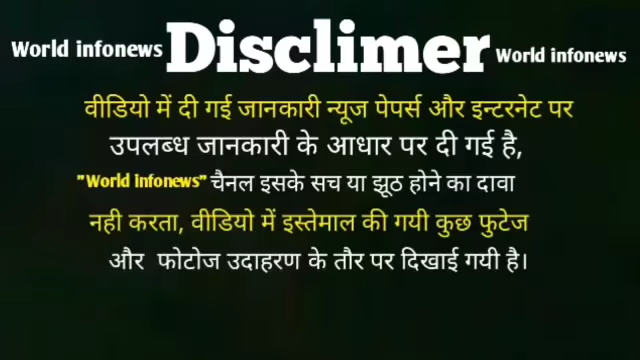 World infonews Disclimer World infonews
वीडियो में दी गई जानकारी न्यूज पेपर्स और इन्टरनेट पर
उपलब्ध जानकारी के आधार पर दी गई है,
"World infonews" चैनल इसके सच या झूठ होने का दावा
नही करता, वीडियो में इस्तेमाल की गयी कुछ फुटेज
और फोटोज उदाहरण के तौर पर दिखाई गयी है।